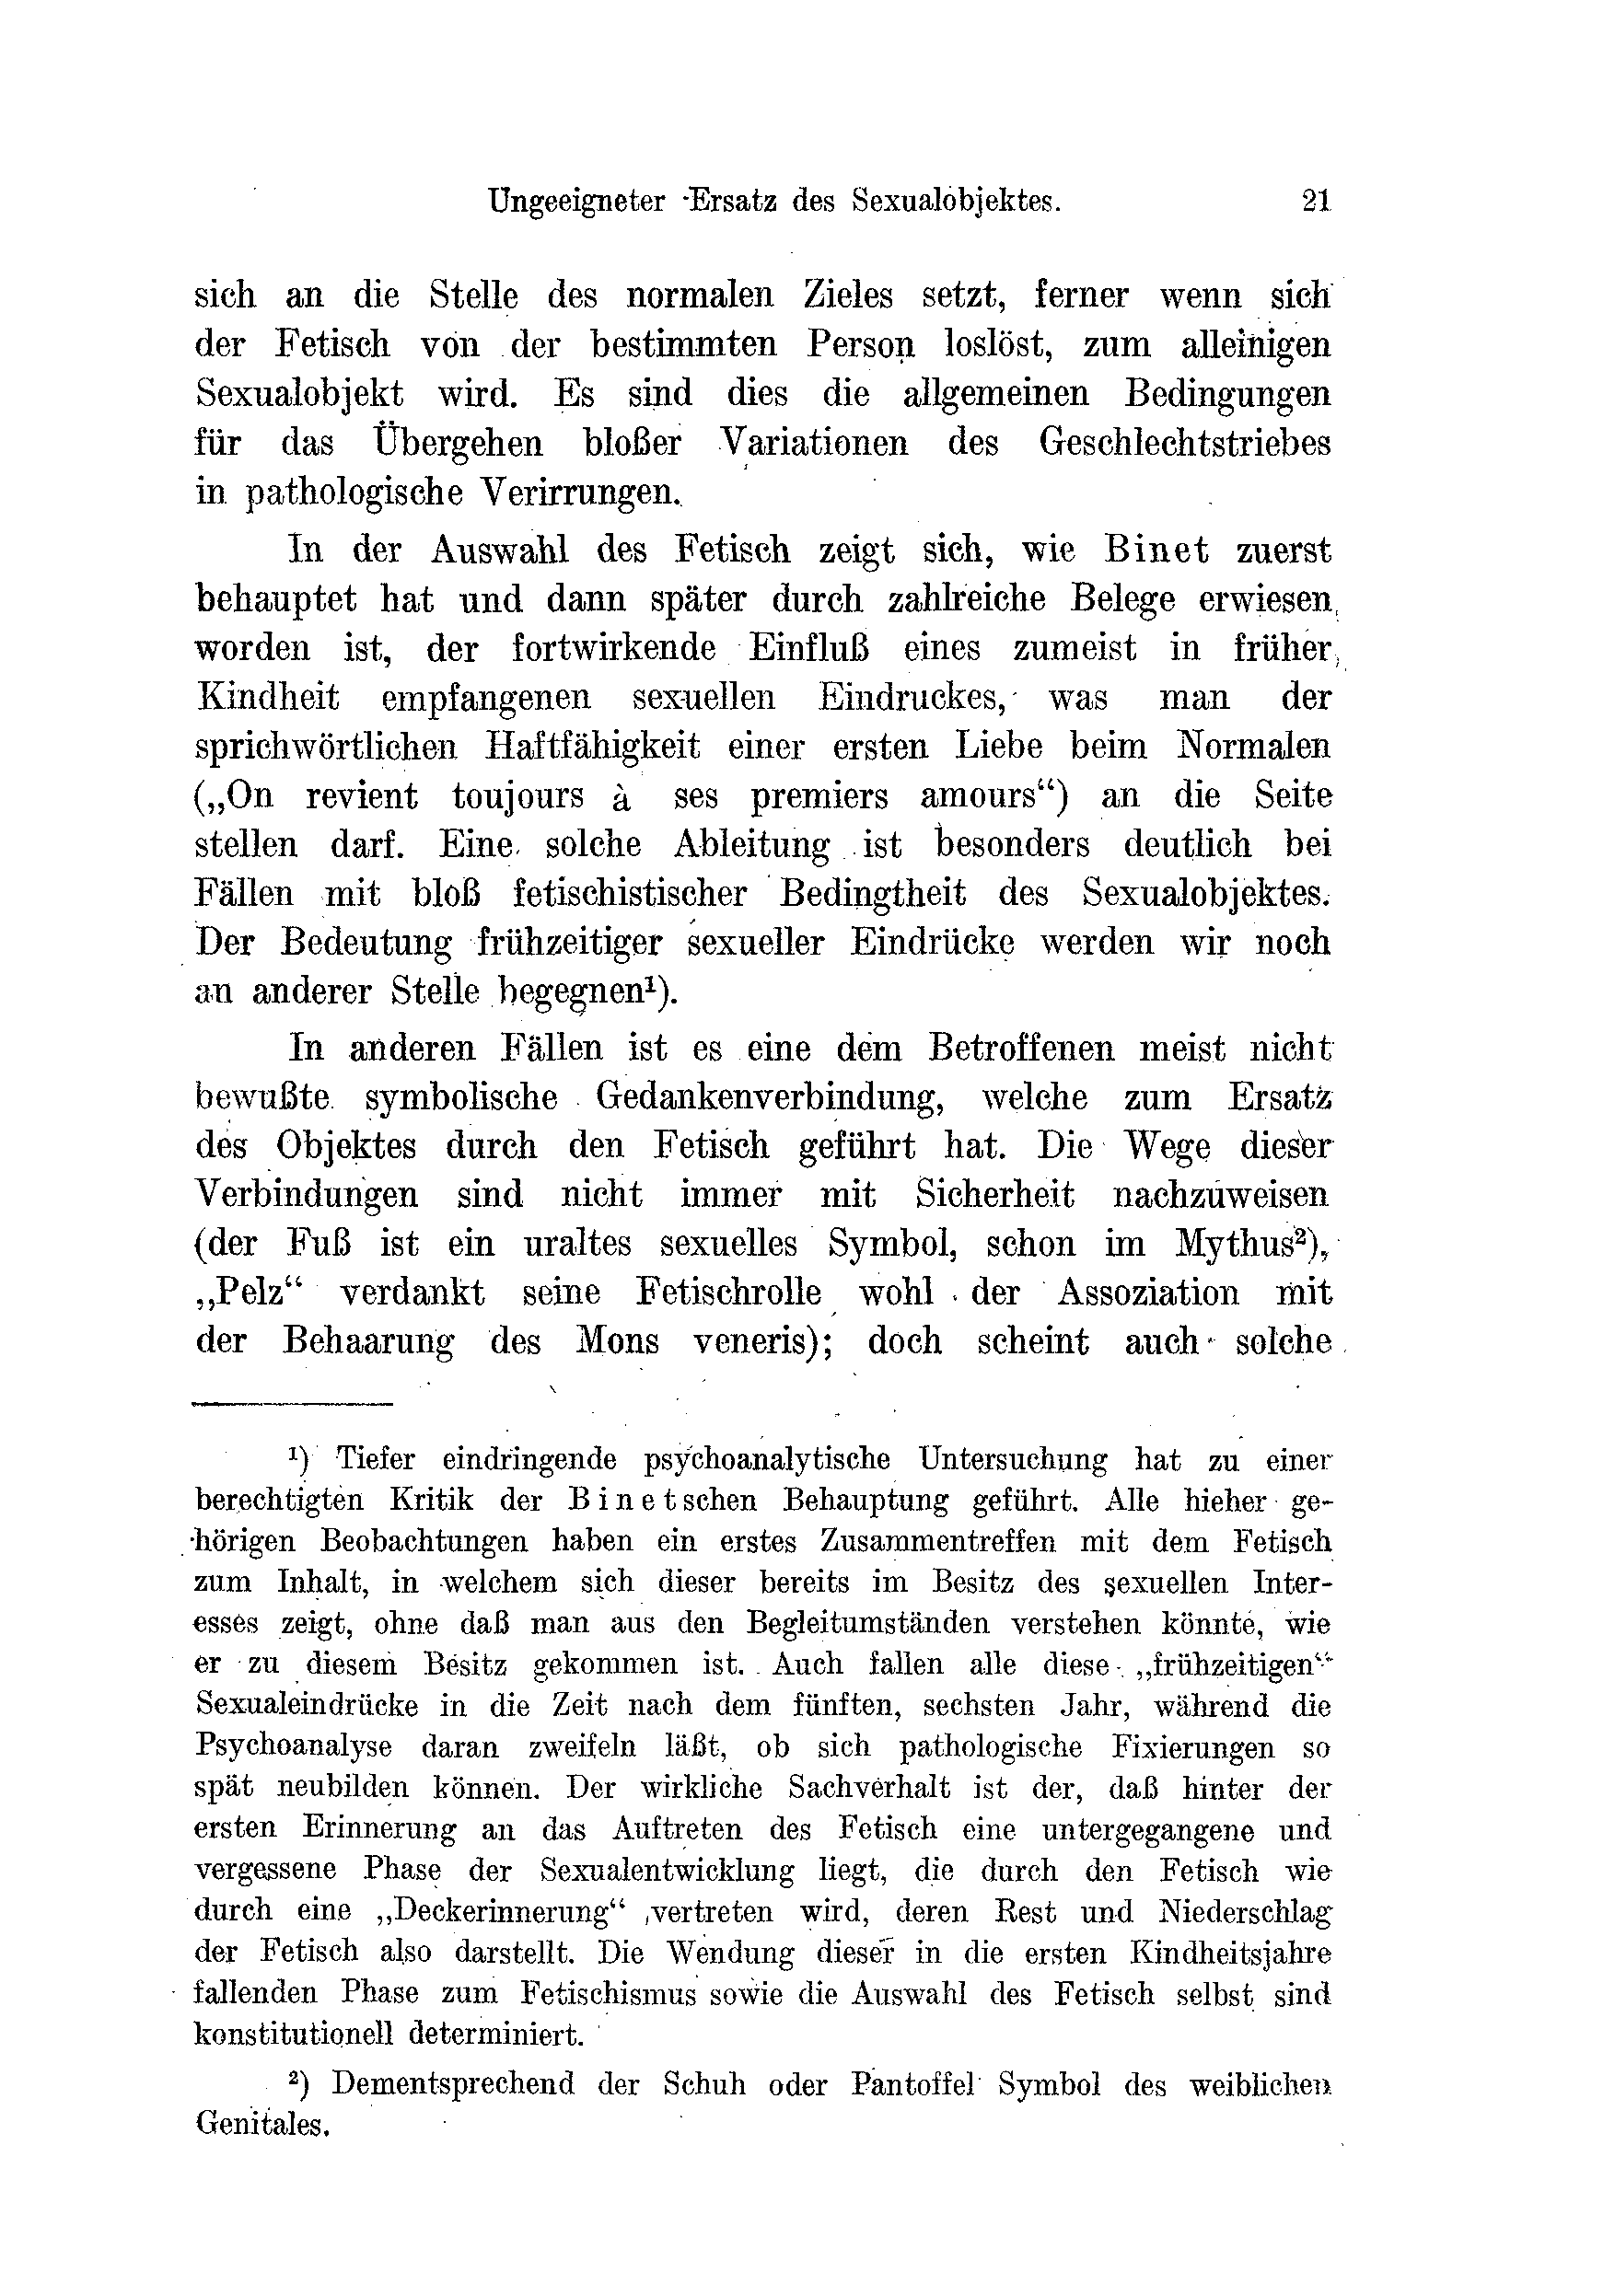 Ungeeigneter Ersatz des Sexualobjektes. 21
sich an die Stelle des normalen Zieles setzt, ferner wenn sich
der Fetisch von der bestimmten Person loslöst, zum alleinigen
Sexualobjekt wird. Es sind dies die allgemeinen Bedingungen
für das Übergehen bloßer Variationen des Geschlechtstriebes
in pathologische Verirrungen.
In der Auswahl des Fetisch zeigt sich, wie Binet zuerst
behauptet hat und dann später durch zahlreiche Belege erwiesen
worden ist, der fortwirkende Einfluß eines zumeist in früher
Kindheit empfangenen sexuellen Eindruckes, was man der
sprichwörtlichen Haftfähigkeit einer ersten Liebe beim Normalen
(„On revient toujours à ses premiers amours“) an die Seite
stellen darf. Eine solche Ableitung ist besonders deutlich bei
Fällen mit bloß fetischistischer Bedingtheit des Sexualobjektes.
Der Bedeutung frühzeitiger sexueller Eindrücke werden wir noch
an anderer Stelle begegnen¹).
In anderen Fällen ist es eine dem Betroffenen meist nicht
bewußte symbolische Gedankenverbindung, welche zum Ersatz
des Objektes durch den Fetisch geführt hat. Die Wege dieser
Verbindungen sind nicht immer mit Sicherheit nachzuweisen
(der Fuß ist ein uraltes sexuelles Symbol, schon im Mythus²),
„Pelz“ verdankt seine Fetischrolle wohl der Assoziation mit
der Behaarung des Mons veneris); doch scheint auch solche
¹) Tiefer eindringende psychoanalytische Untersuchung hat zu einer
berechtigten Kritik der Binetschen Behauptung geführt. Alle hieher ge-
hörigen Beobachtungen haben ein erstes Zusammentreffen mit dem Fetisch
zum Inhalt, in welchem sich dieser bereits im Besitz des sexuellen Inter-
esses zeigt, ohne daß man aus den Begleitumständen verstehen könnte, wie
er zu diesem Besitz gekommen ist. Auch fallen alle diese „frühzeitigen“
Sexualeindrücke in die Zeit nach dem fünften, sechsten Jahr, während die
Psychoanalyse daran zweifeln läßt, ob sich pathologische Fixierungen so
spät neubilden können. Der wirkliche Sachverhalt ist der, daß hinter der
ersten Erinnerung an das Auftreten des Fetisch eine untergegangene und
vergessene Phase der Sexualentwicklung liegt, die durch den Fetisch wie
durch eine „Deckerinnerung“ vertreten wird, deren Rest und Niederschlag
der Fetisch also darstellt. Die Wendung dieser in die ersten Kindheitsjahre
fallenden Phase zum Fetischismus sowie die Auswahl des Fetisch selbst sind
konstitutionell determiniert.
²) Dementsprechend der Schuh oder Pantoffel Symbol des weiblichen
Genitales.